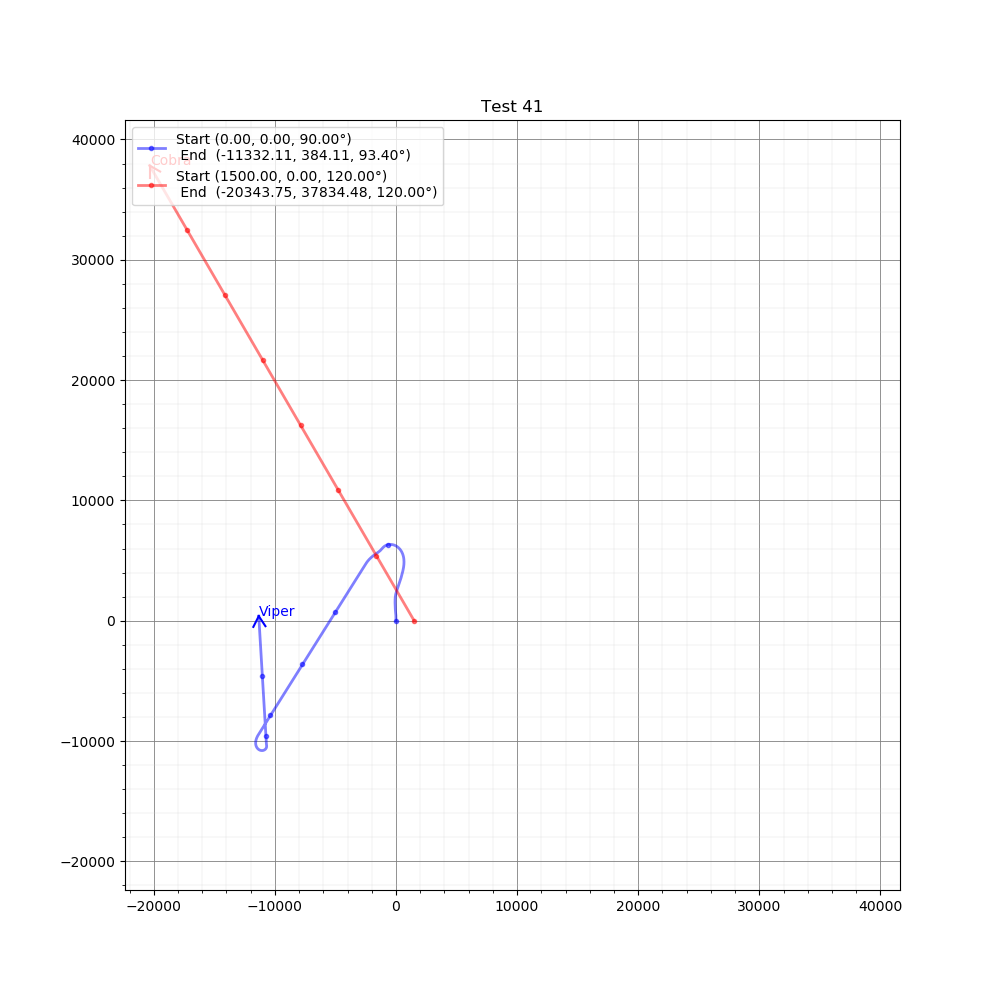 Test 41
Start (0.00, 0.00, 90.00°)
End (-11332.11, 384.11, 93.40°)
Start (1500.00, 0.00, 120.00°)
End (-20343.75, 37834.48, 120.00°)
Cobra
Viper
40000
30000
20000
10000
0
−10000
−20000
−20000 −10000 0 10000 20000 30000 40000